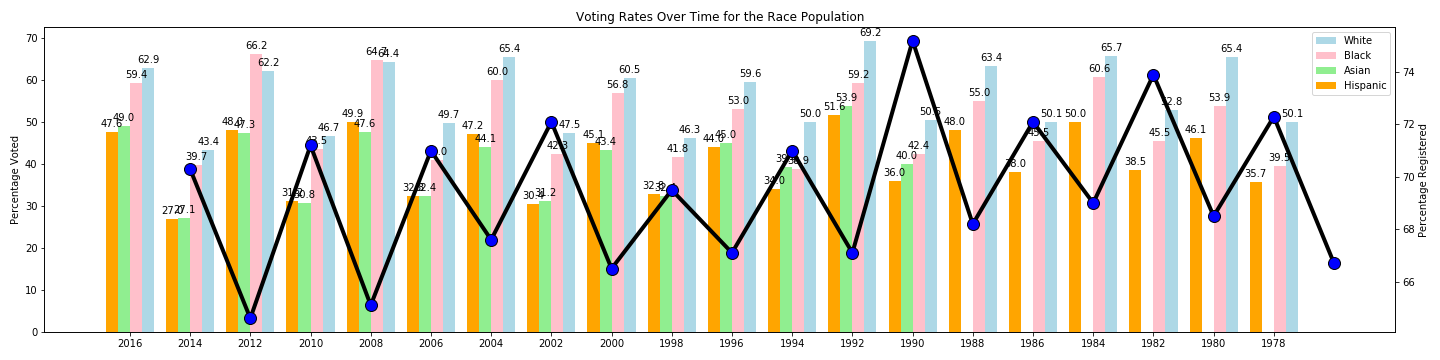 Voting Rates Over Time for the Race Population
Percentage Voted
70
60
50
40
30
20
10
0
Percentage Registered
74
72
70
68
66
White
Black
Asian
Hispanic
47.6 49.0 59.4 62.9
27.0 27.1 39.7 43.4
48.0 47.3 66.2 62.2
30.8 43.5 46.7
49.9 47.6 64.4
32.4 49.7
47.2 44.1 60.0 65.4
30.4 31.2 42.3 47.5
45.1 43.4 56.8 60.5
32.8 41.8 46.3
44.0 45.0 53.0 59.6
34.0 38.9 50.0
51.6 53.9 59.2 69.2
36.0 40.0 42.4 50.5
48.0 55.0 63.4
38.0 45.5 50.1
50.0 60.6 65.7
38.5 45.5 52.8
46.1 53.9 65.4
35.7 39.5 50.1
2016 2014 2012 2010 2008 2006 2004 2002 2000 1998 1996 1994 1992 1990 1988 1986 1984 1982 1980 1978